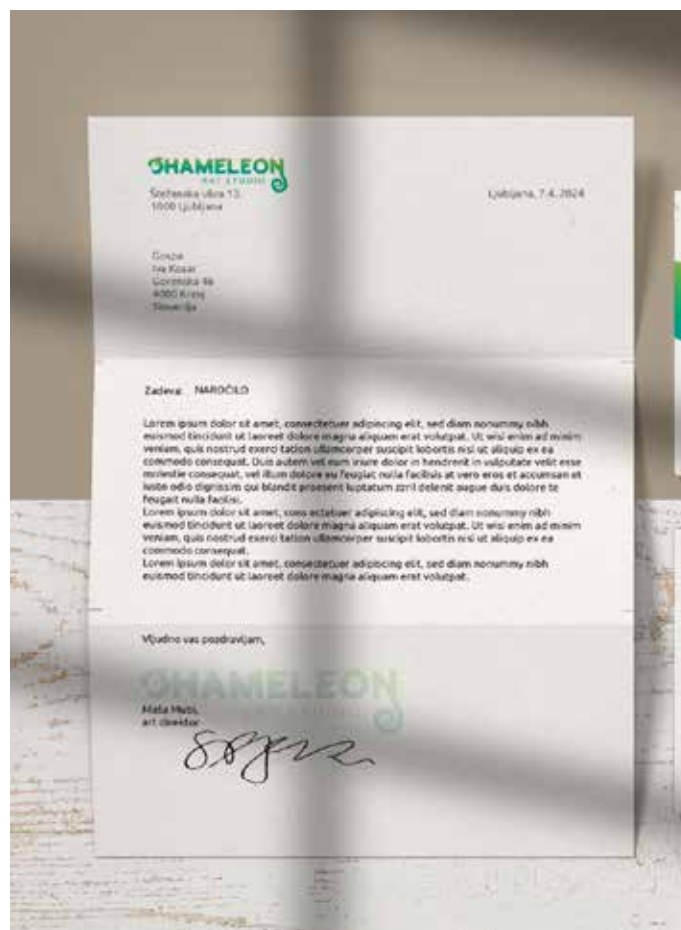 CHAMELEON
ART STUDIO
Štefanska ulica 13,
1000 Ljubljana
Ljubljana, 7.4. 2024
Gospa
Iva Kosar
Gorenjska 46
4000 Kranj
Slovenija
Zadeva: NAROČILO
Lorem ipsum dolor sit amet, consectetuer adipiscing elit, sed diam nonummy nibh
euismod tincidunt ut laoreet dolore magna aliquam erat volutpat. Ut wisi enim ad minim
veniam, quis nostrud exerci tation ullamcorper suscipit lobortis nisl ut aliquip ex ea
commodo consequat. Duis autem vel eum iriure dolor in hendrerit in vulputate velit esse
molestie consequat, vel illum dolore eu feugiat nulla facilisis at vero eros et accumsan et
iusto odio dignissim qui blandit praesent luptatum zzril delenit augue duis dolore te
feugait nulla facilisi.
Lorem ipsum dolor sit amet, cons ectetuer adipiscing elit, sed diam nonummy nibh
euismod tincidunt ut laoreet dolore magna aliquam erat volutpat. Ut wisi enim ad minim
veniam, quis nostrud exerci tation ullamcorper suscipit lobortis nisl ut aliquip ex ea
commodo consequat.
Lorem ipsum dolor sit amet, consectetuer adipiscing elit, sed diam nonummy nibh
euismod tincidunt ut laoreet dolore magna aliquam erat volutpat.
Vljudno vas pozdravljam,
CHAMELEON
ART STUDIO
art direktor